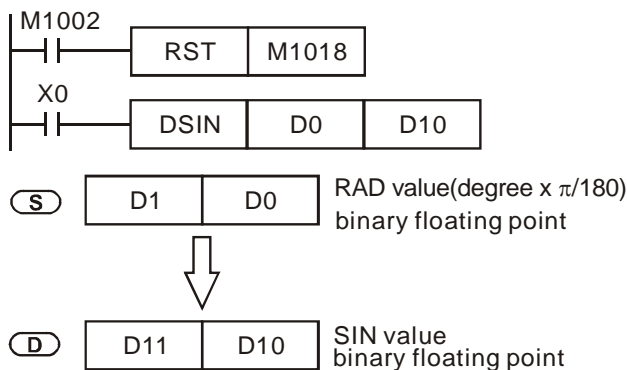 M1002
RST M1018
X0
DSIN D0 D10
S D1 D0 RAD value(degree x π/180)
binary floating point
D D11 D10 SIN value
binary floating point